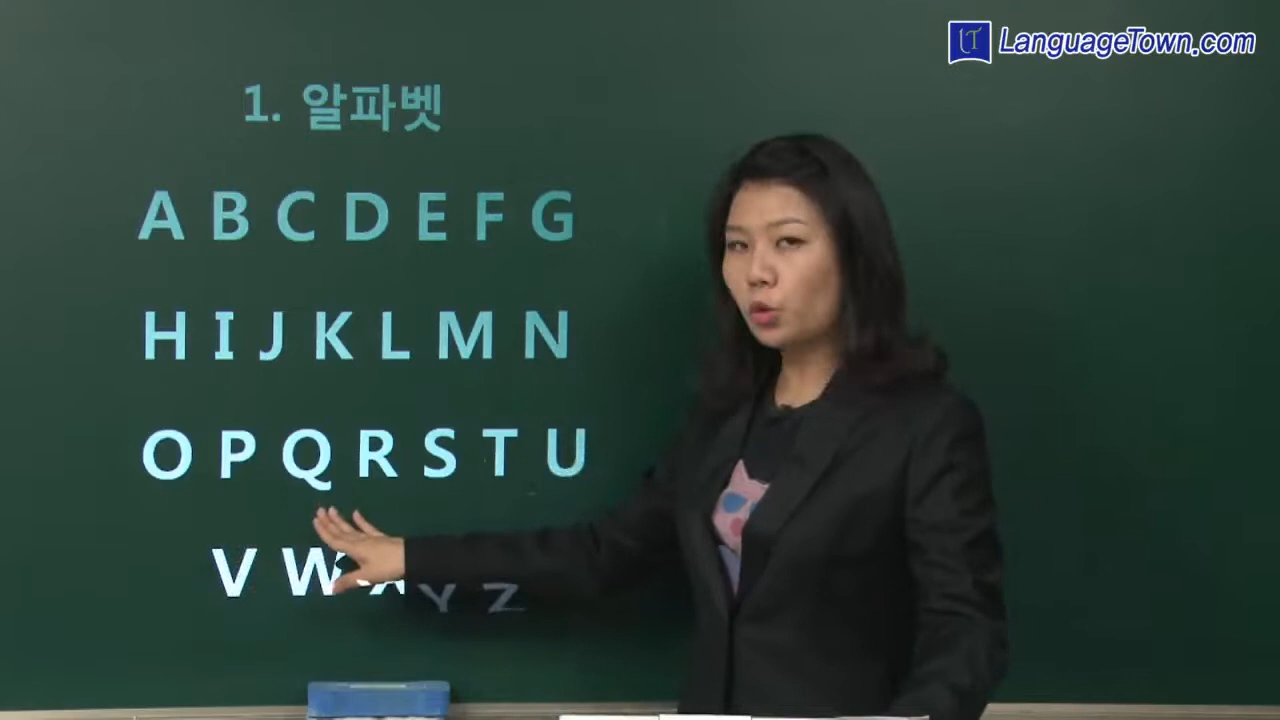 LanguageTown.com
1. 알파벳
A B C D E F G
H I J K L M N
O P Q R S T U
V W X Y Z